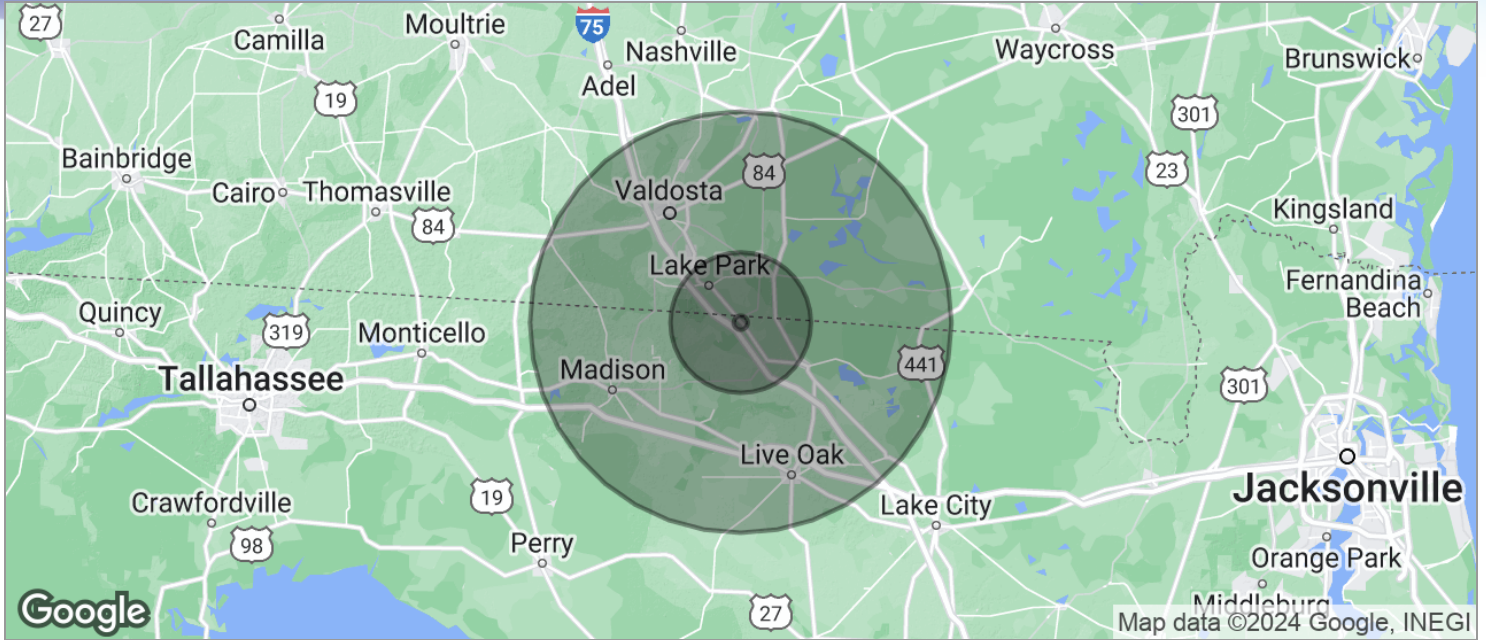 27
Camilla
Moultrie
75
Nashville
Waycross
Brunswick
Adel
19
301
Bainbridge
84
23
Cairo
Thomasville
Valdosta
84
Kingsland
Lake Park
Fernandina
Beach
Quincy
319
Monticello
Madison
441
Tallahassee
301
Live Oak
Jacksonville
Crawfordville
19
Lake City
98
Perry
Orange Park
Google
27
Middleburg
Map data ©2024 Google, INEGI